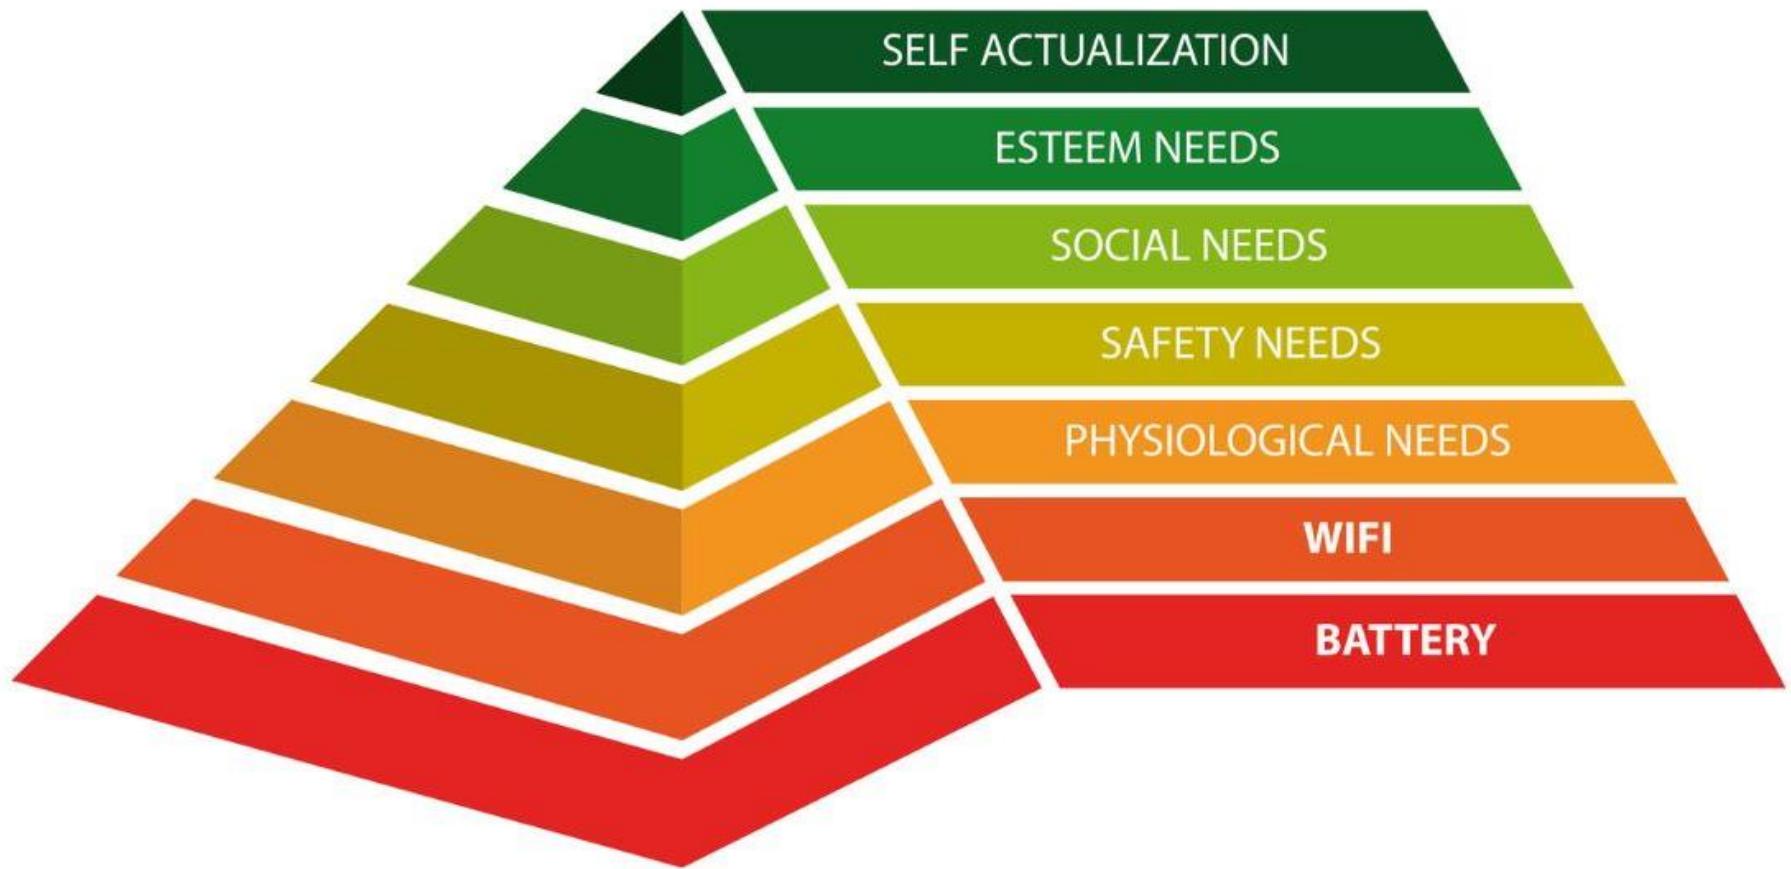 SELF ACTUALIZATION
ESTEEM NEEDS
SOCIAL NEEDS
SAFETY NEEDS
PHYSIOLOGICAL NEEDS
WIFI
BATTERY